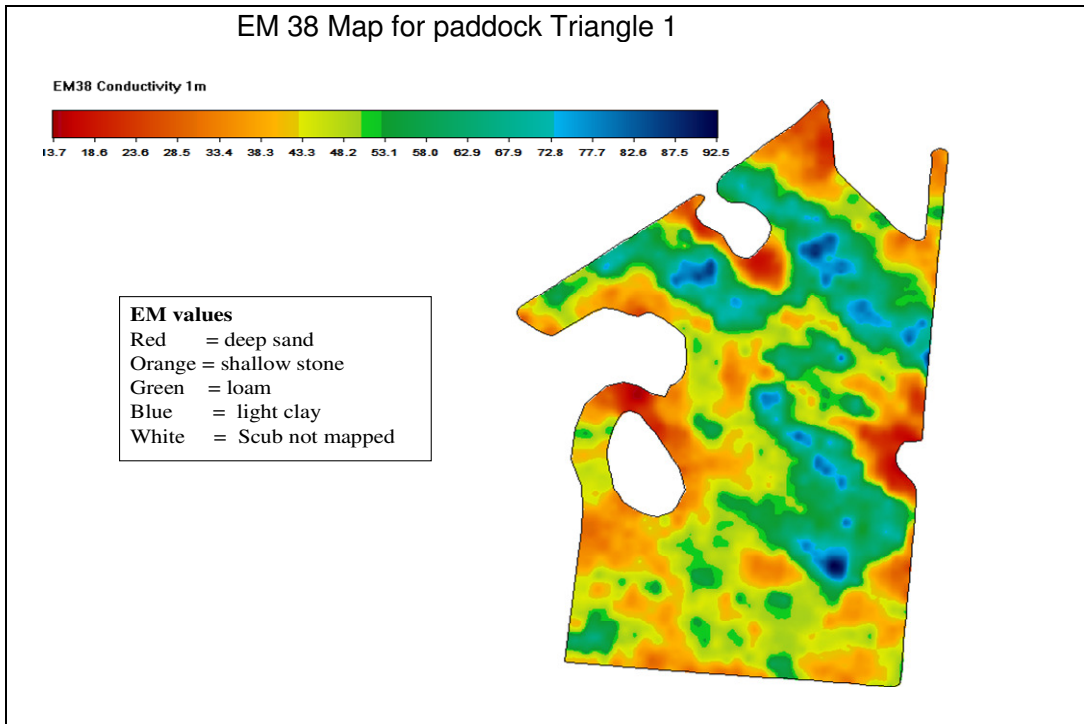 EM 38 Map for paddock Triangle 1
EM38 Conductivity 1m
13.7 18.6 23.6 28.5 33.4 38.3 43.3 48.2 53.1 58.0 62.9 67.9 72.8 77.7 82.6 87.5 92.5
EM values
Red = deep sand
Orange = shallow stone
Green = loam
Blue = light clay
White = Scub not mapped